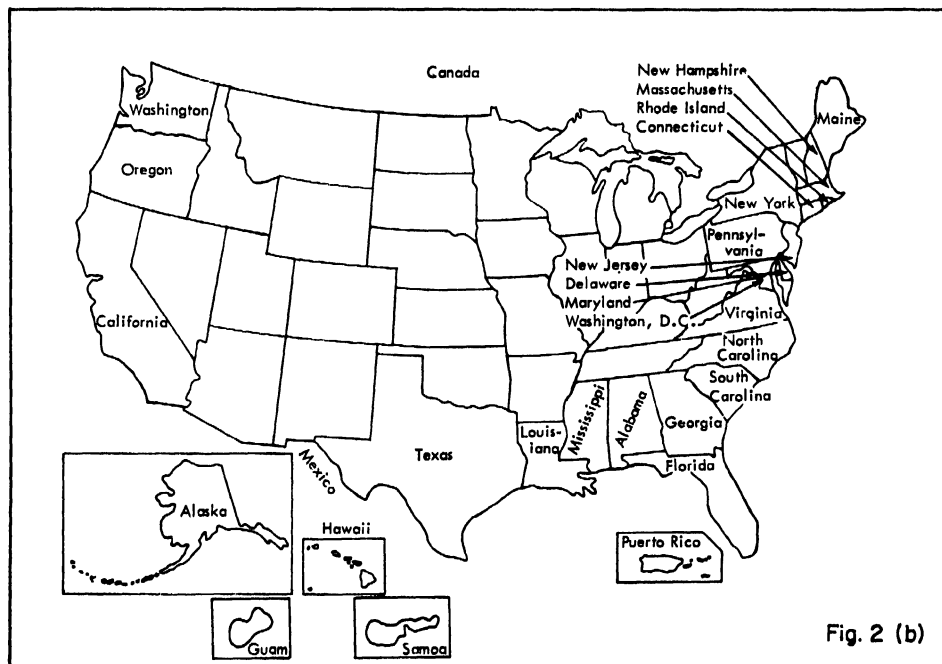 Canada
New Hampshire
Massachusetts
Rhode Island
Connecticut
Washington
Maine
Oregon
New York
Pennsyl-
vania
New Jersey
Delaware
Maryland
Washington, D.C.
California
Virginia
North
Carolina
South
Carolina
Mississippi
Alabama
Georgia
Louis-
iana
Texas
Mexico
Florida
Alaska
Hawaii
Puerto Rico
Guam
Samoa
Fig. 2 (b)